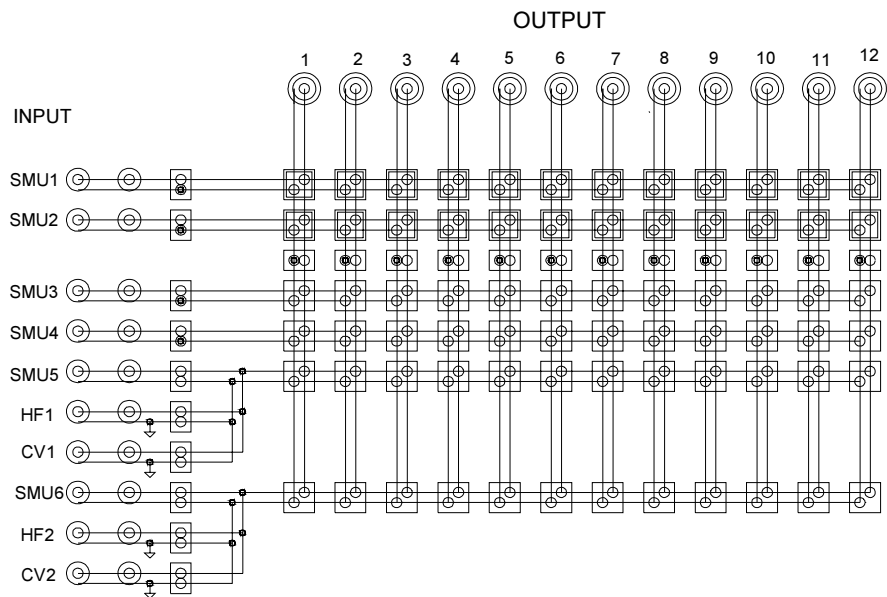 OUTPUT
1 2 3 4 5 6 7 8 9 10 11 12
INPUT
SMU1
SMU2
SMU3
SMU4
SMU5
HF1
CV1
SMU6
HF2
CV2